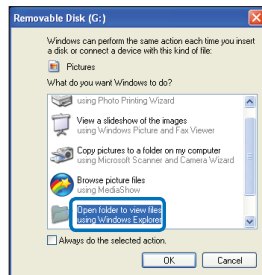 Removable Disk (G:)
Windows can perform the same action each time you insert
a disk or connect a device with this kind of file:
Pictures
What do you want Windows to do?
using Photo Printing Wizard
View a slideshow of the images
using Windows Picture and Fax Viewer
Copy pictures to a folder on my computer
using Microsoft Scanner and Camera Wizard
Browse picture files
using MediaShow
Open folder to view files
using Windows Explorer
Always do the selected action.
OK
Cancel